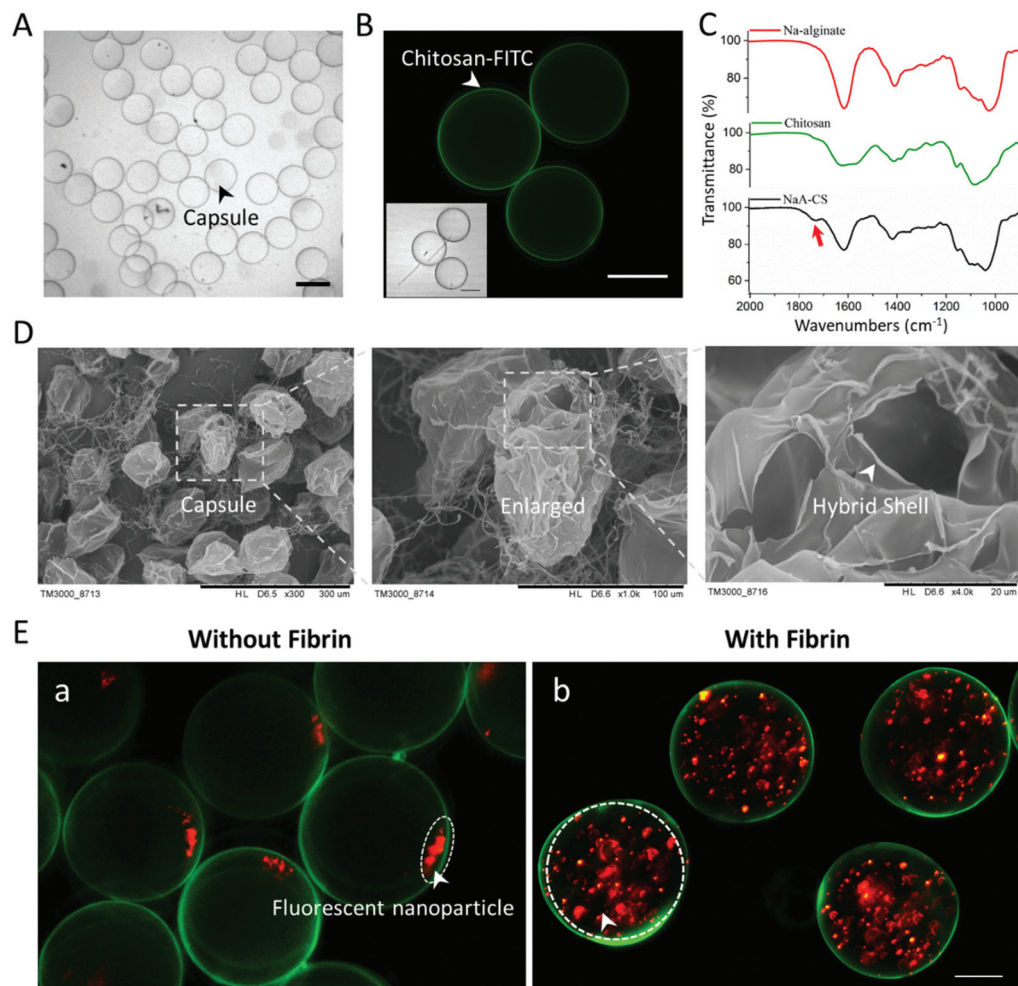 A
Capsule
B
Chitosan-FITC
C
Na-alginate
100
80
Chitosan
100
80
NaA-CS
100
80
60
Transmittance (%)
2000 1800 1600 1400 1200 1000
Wavenumbers (cm⁻¹)
D
Capsule
TM3000_8713 HL D6.5 x300 300 um
Enlarged
TM3000_8714 HL D6.6 x1.0k 100 um
Hybrid Shell
TM3000_8716 HL D6.6 x4.0k 20 um
E
Without Fibrin
With Fibrin
a
Fluorescent nanoparticle
b